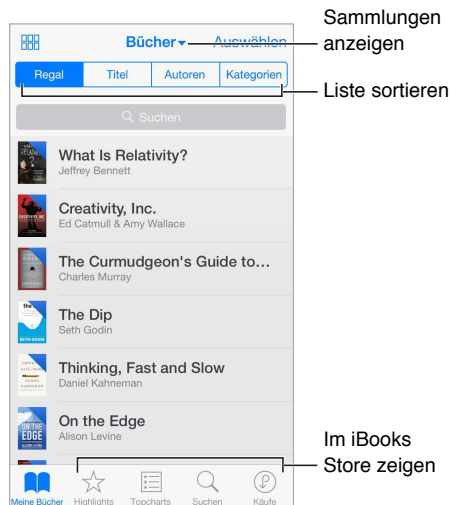 Sammlungen
anzeigen
Bücher
Auswählen
Regal Titel Autoren Kategorien
Liste sortieren
Suchen
What Is Relativity?
Jeffrey Bennett
Creativity, Inc.
Ed Catmull & Amy Wallace
The Curmudgeon's Guide to…
Charles Murray
The Dip
Seth Godin
Thinking, Fast and Slow
Daniel Kahneman
On the Edge
Alison Levine
Im iBooks
Store zeigen
Meine Bücher Highlights Topcharts Suchen Käufe